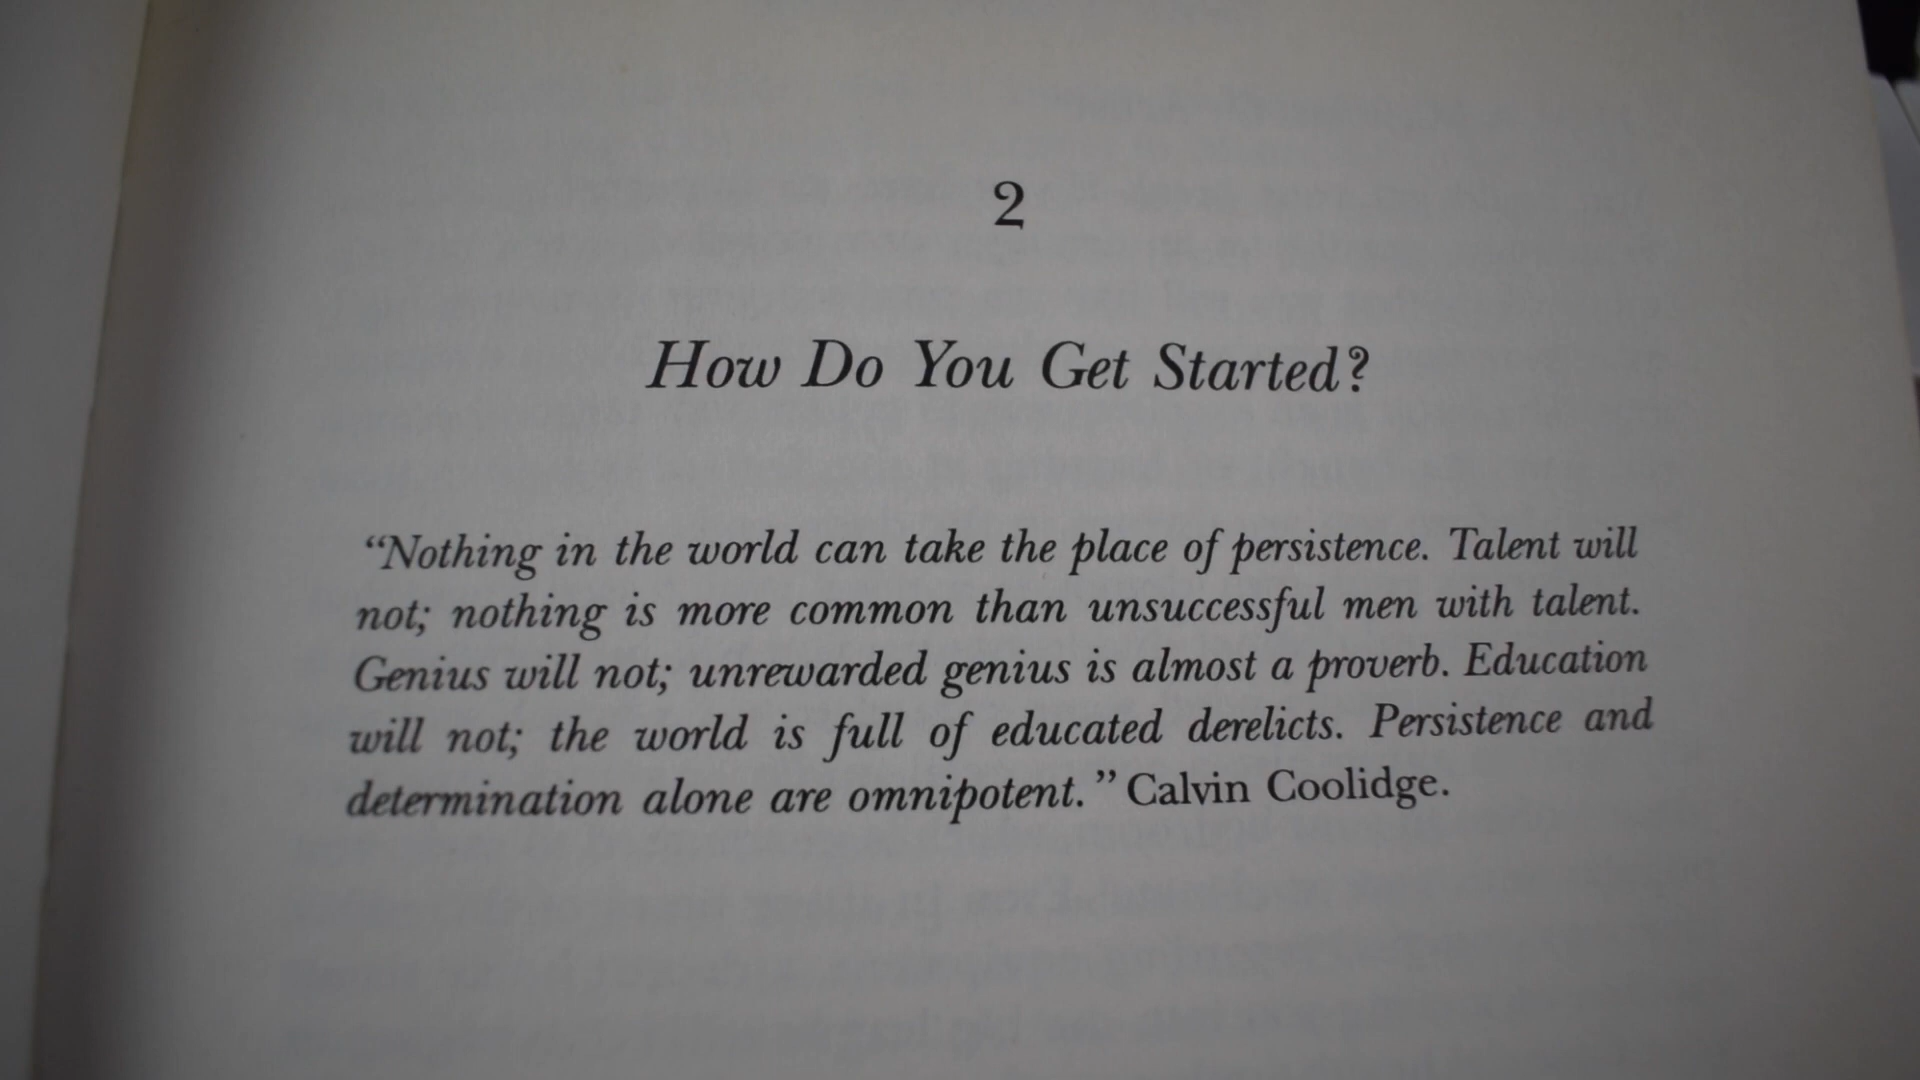 2
How Do You Get Started?
“Nothing in the world can take the place of persistence. Talent will
not; nothing is more common than unsuccessful men with talent.
Genius will not; unrewarded genius is almost a proverb. Education
will not; the world is full of educated derelicts. Persistence and
determination alone are omnipotent.” Calvin Coolidge.